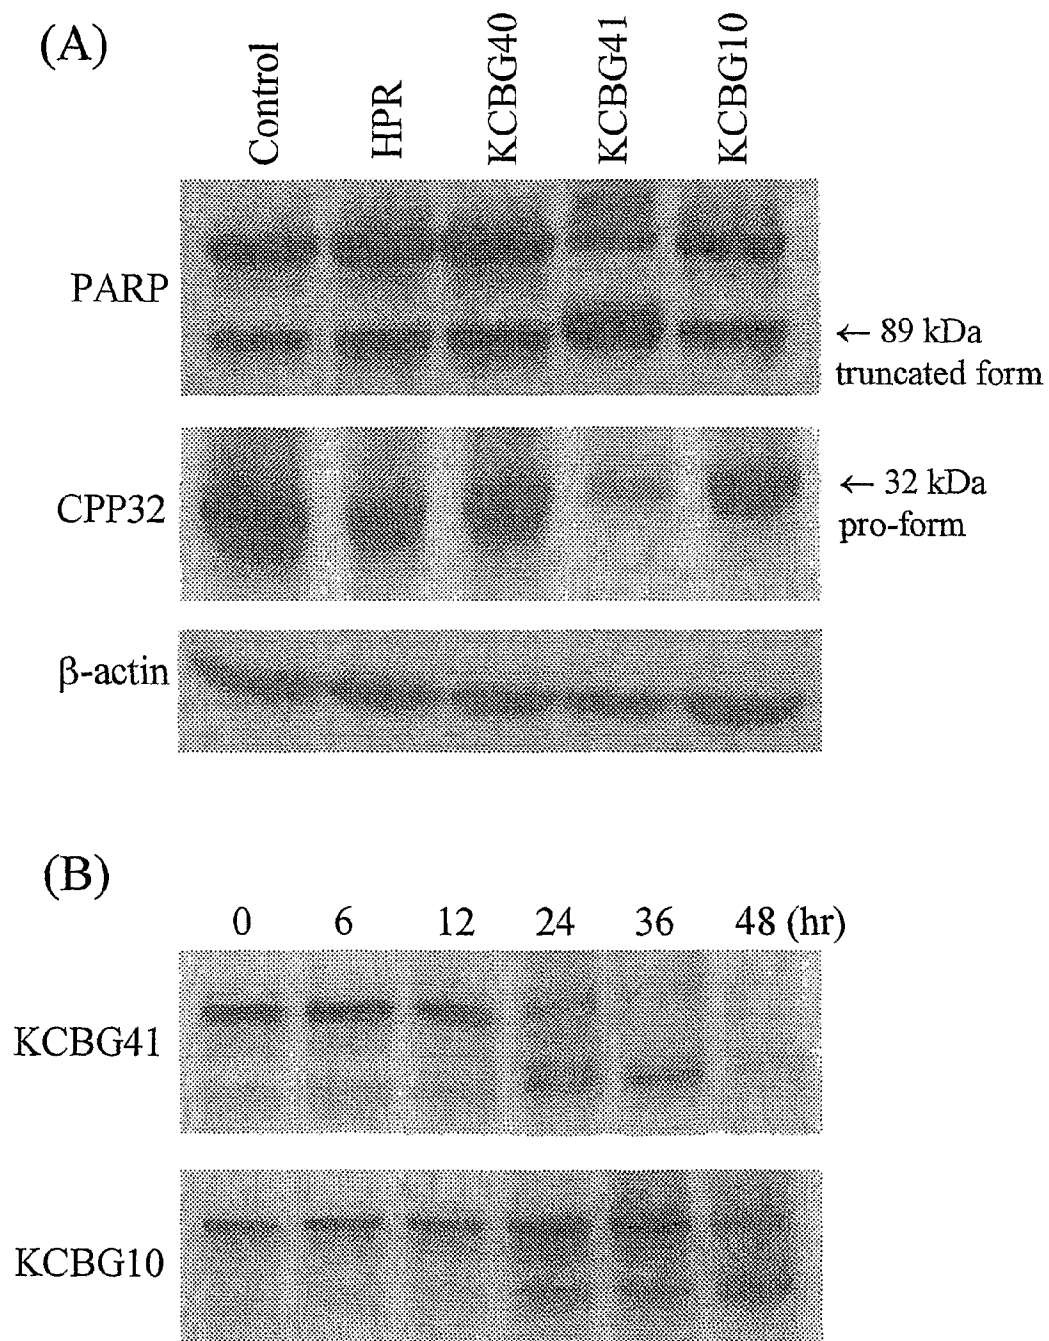 (A)
Control
HPR
KCBG40
KCBG41
KCBG10
PARP
← 89 kDa
truncated form
CPP32
← 32 kDa
pro-form
β-actin
(B)
0 6 12 24 36 48 (hr)
KCBG41
KCBG10